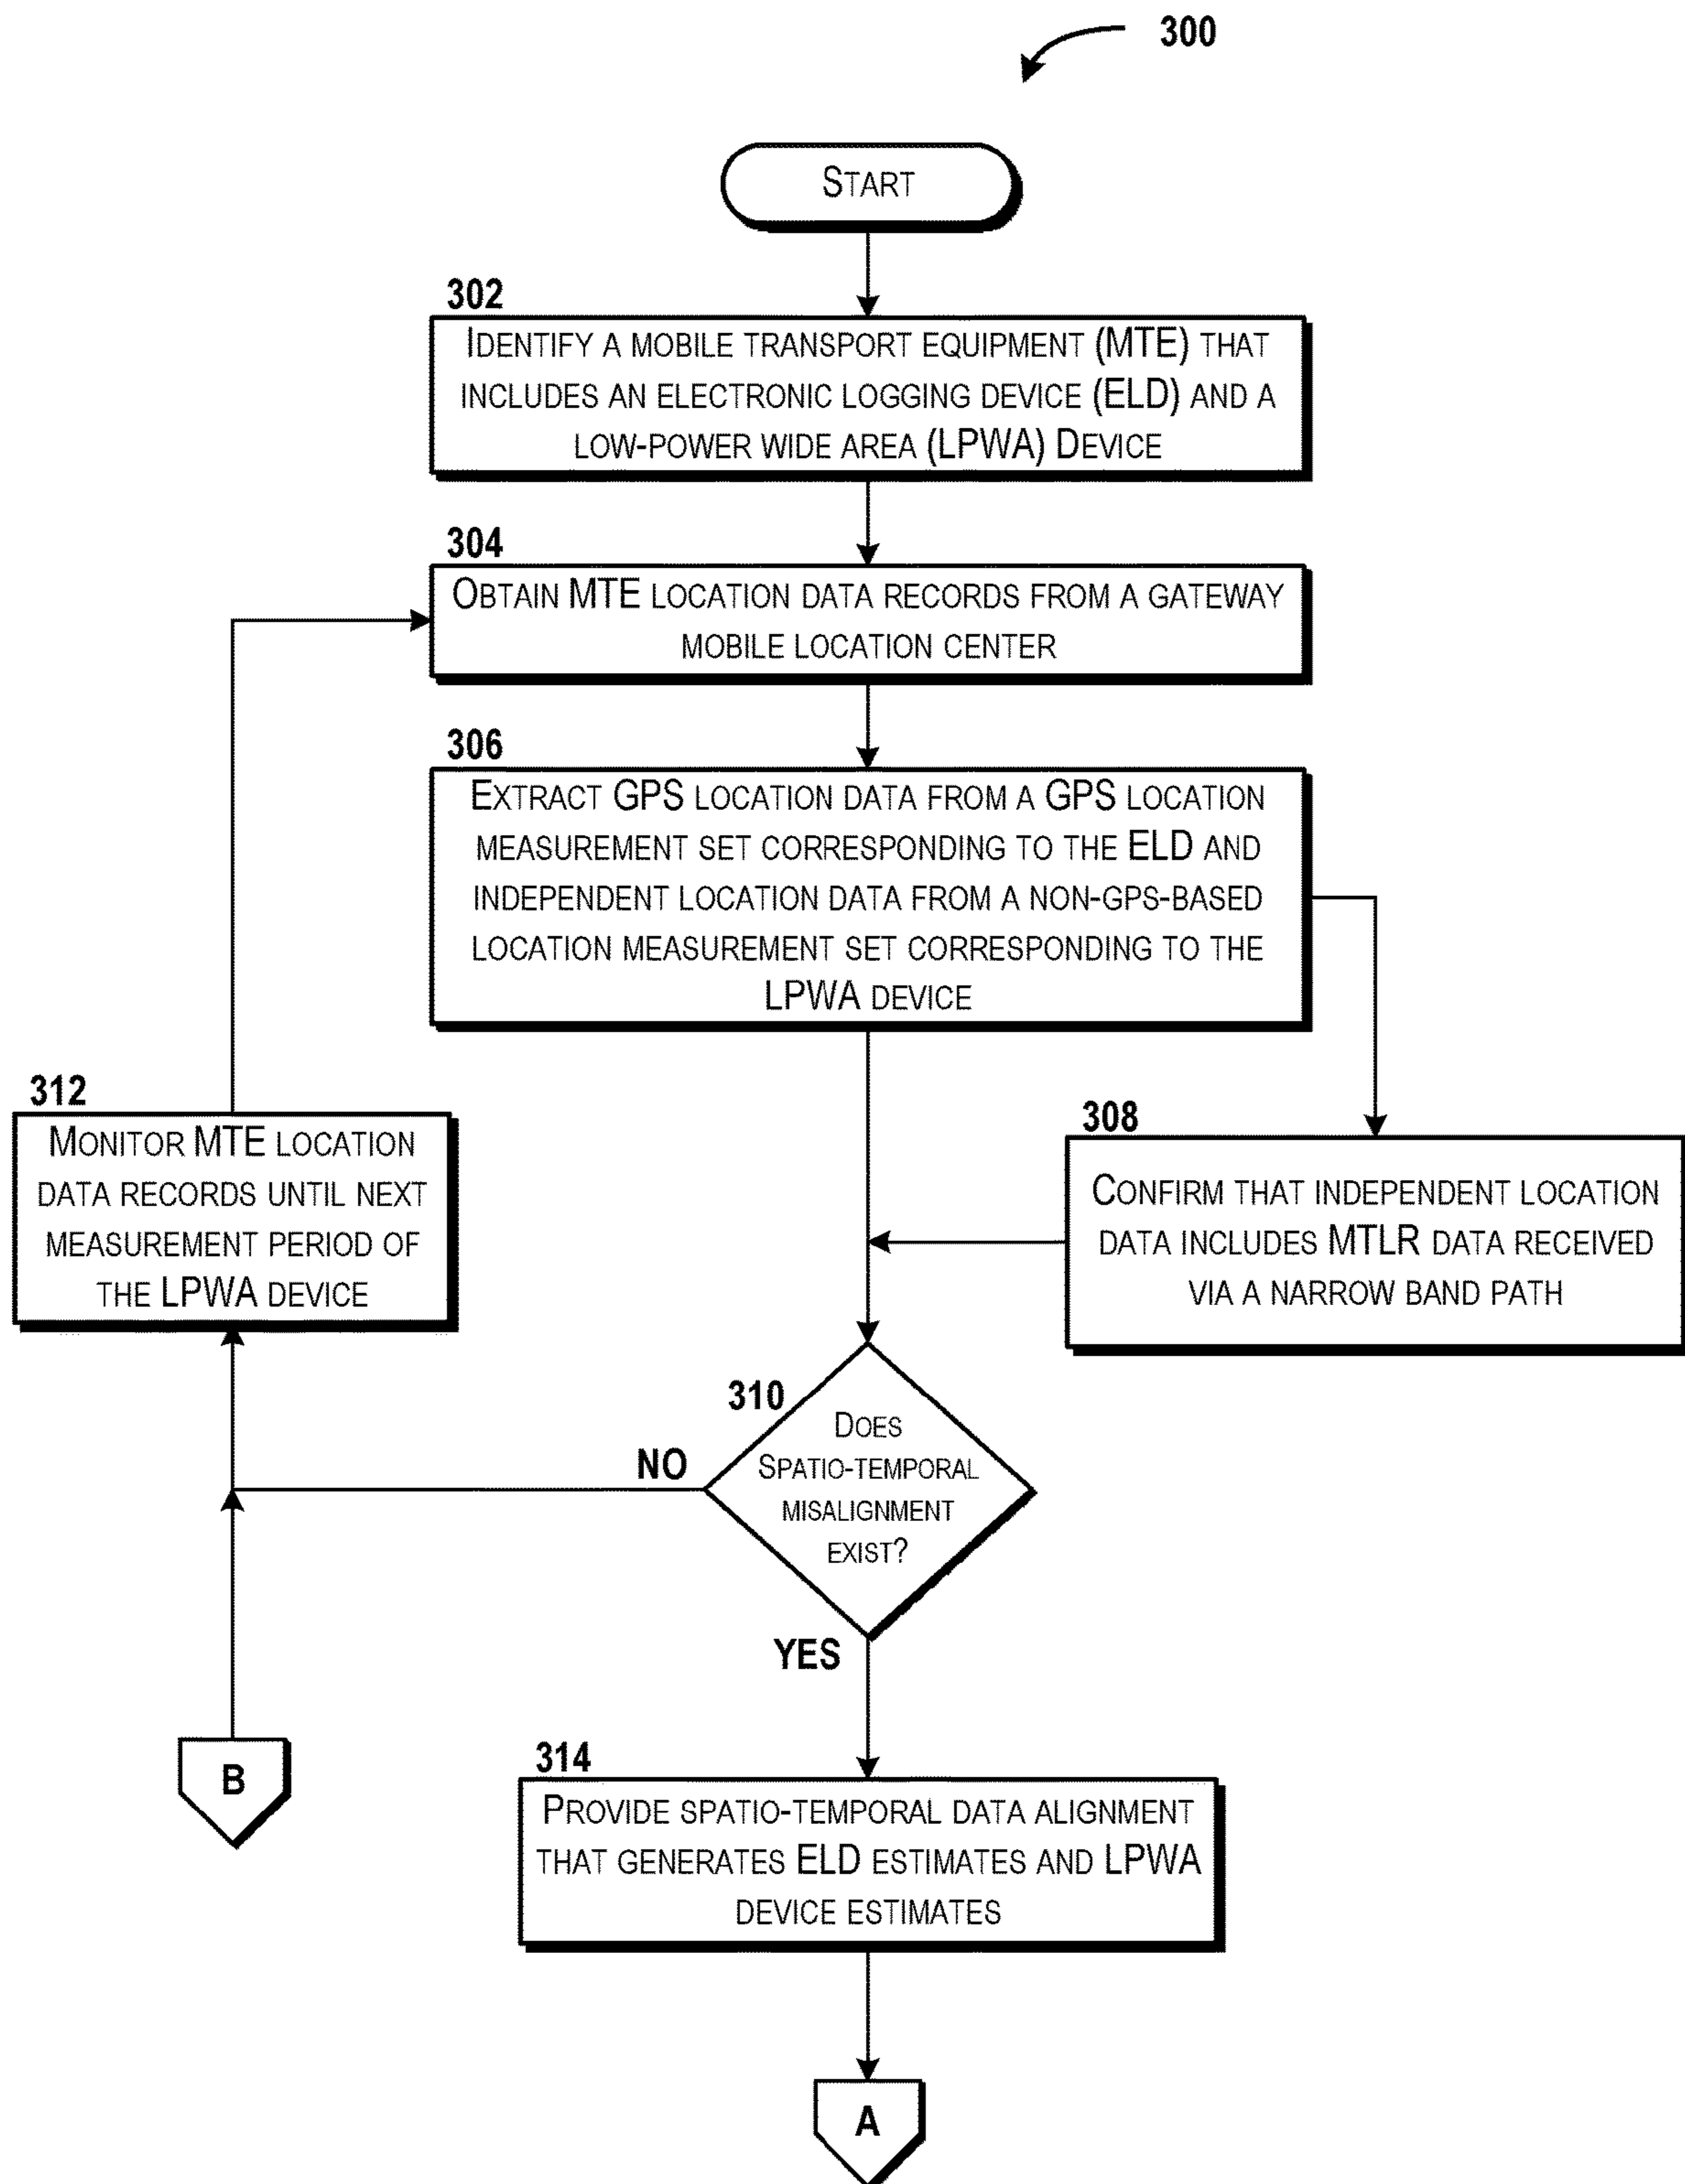 300
START
302
IDENTIFY A MOBILE TRANSPORT EQUIPMENT (MTE) THAT
INCLUDES AN ELECTRONIC LOGGING DEVICE (ELD) AND A
LOW-POWER WIDE AREA (LPWA) DEVICE
304
OBTAIN MTE LOCATION DATA RECORDS FROM A GATEWAY
MOBILE LOCATION CENTER
306
EXTRACT GPS LOCATION DATA FROM A GPS LOCATION
MEASUREMENT SET CORRESPONDING TO THE ELD AND
INDEPENDENT LOCATION DATA FROM A NON-GPS-BASED
LOCATION MEASUREMENT SET CORRESPONDING TO THE
LPWA DEVICE
312
MONITOR MTE LOCATION
DATA RECORDS UNTIL NEXT
MEASUREMENT PERIOD OF
THE LPWA DEVICE
308
CONFIRM THAT INDEPENDENT LOCATION
DATA INCLUDES MTLR DATA RECEIVED
VIA A NARROW BAND PATH
310
DOES
SPATIO-TEMPORAL
MISALIGNMENT
EXIST?
NO
YES
B
314
PROVIDE SPATIO-TEMPORAL DATA ALIGNMENT
THAT GENERATES ELD ESTIMATES AND LPWA
DEVICE ESTIMATES
A